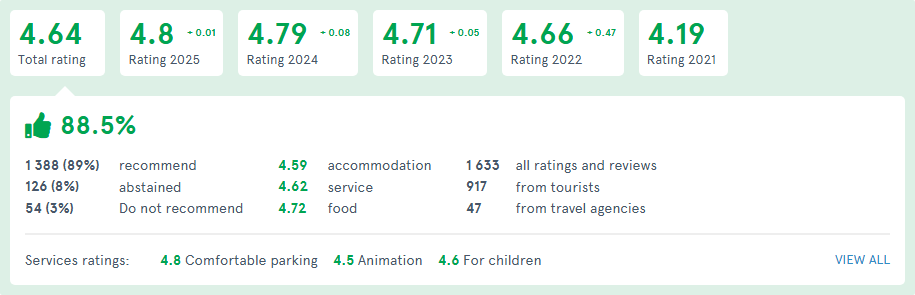 4.64 4.8 + 0.01 4.79 + 0.08 4.71 + 0.05 4.66 + 0.47 4.19
Total rating Rating 2025 Rating 2024 Rating 2023 Rating 2022 Rating 2021
88.5%
1 388 (89%) recommend 4.59 accommodation 1 633 all ratings and reviews
126 (8%) abstained 4.62 service 917 from tourists
54 (3%) Do not recommend 4.72 food 47 from travel agencies
Services ratings: 4.8 Comfortable parking 4.5 Animation 4.6 For children VIEW ALL